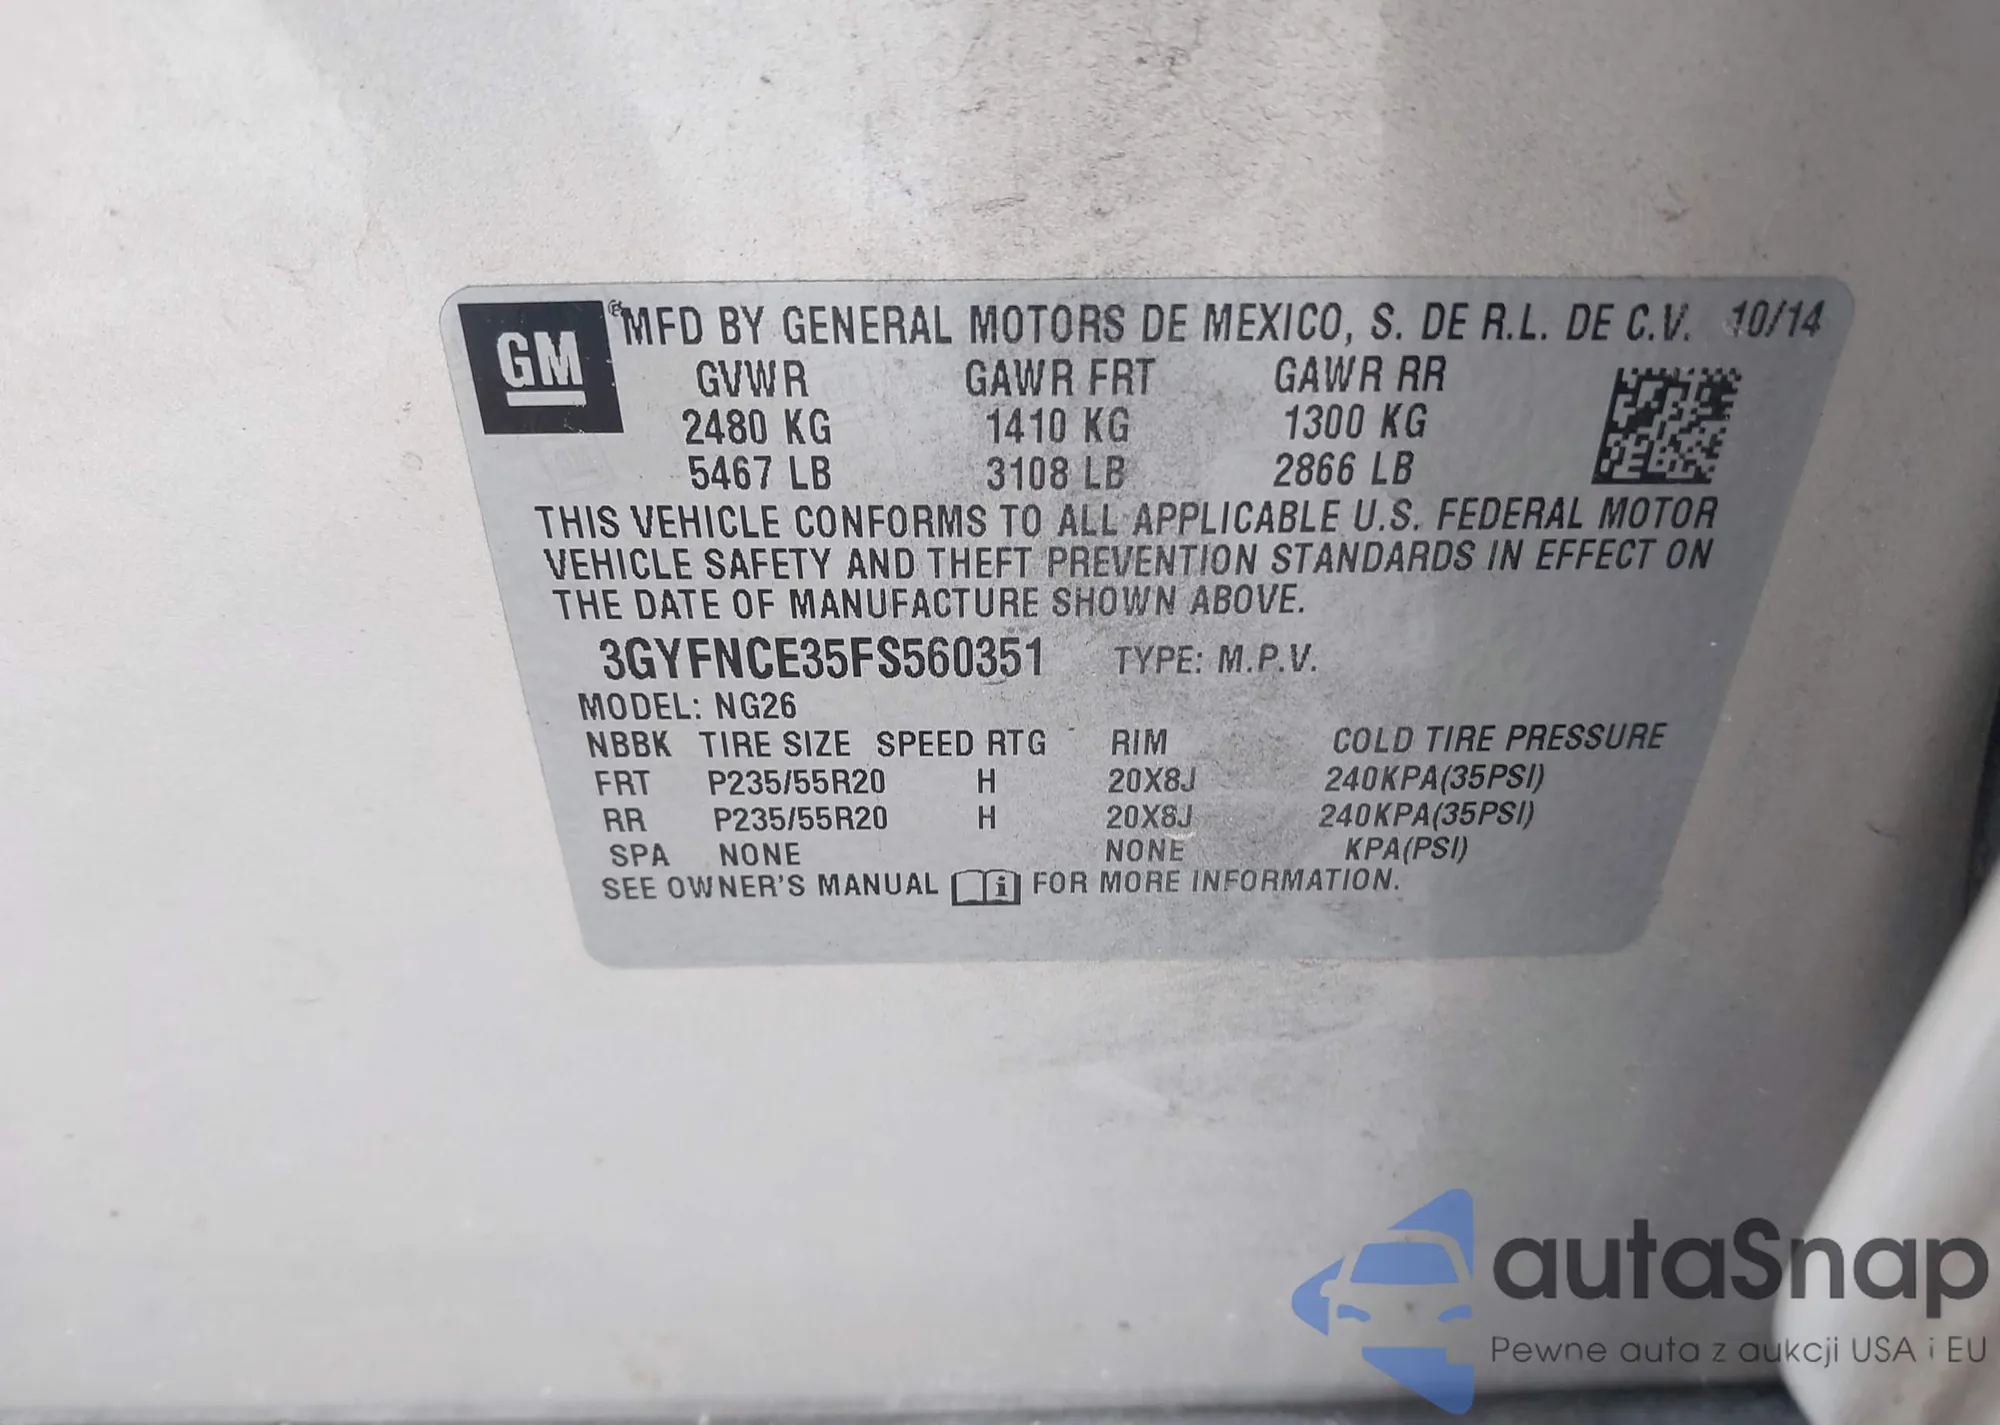 GM
MFD BY GENERAL MOTORS DE MEXICO, S. DE R.L. DE C.V. 10/14
GVWR GAWR FRT GAWR RR
2480 KG 1410 KG 1300 KG
5467 LB 3108 LB 2866 LB
THIS VEHICLE CONFORMS TO ALL APPLICABLE U.S. FEDERAL MOTOR
VEHICLE SAFETY AND THEFT PREVENTION STANDARDS IN EFFECT ON
THE DATE OF MANUFACTURE SHOWN ABOVE.
3GYFNCE35FS560351 TYPE: M.P.V.
MODEL: NG26
NBBK TIRE SIZE SPEED RTG RIM COLD TIRE PRESSURE
FRT P235/55R20 H 20X8J 240KPA(35PSI)
RR P235/55R20 H 20X8J 240KPA(35PSI)
SPA NONE NONE KPA(PSI)
SEE OWNER'S MANUAL FOR MORE INFORMATION.
autaSnap
Pewne auta z aukcji USA i EU